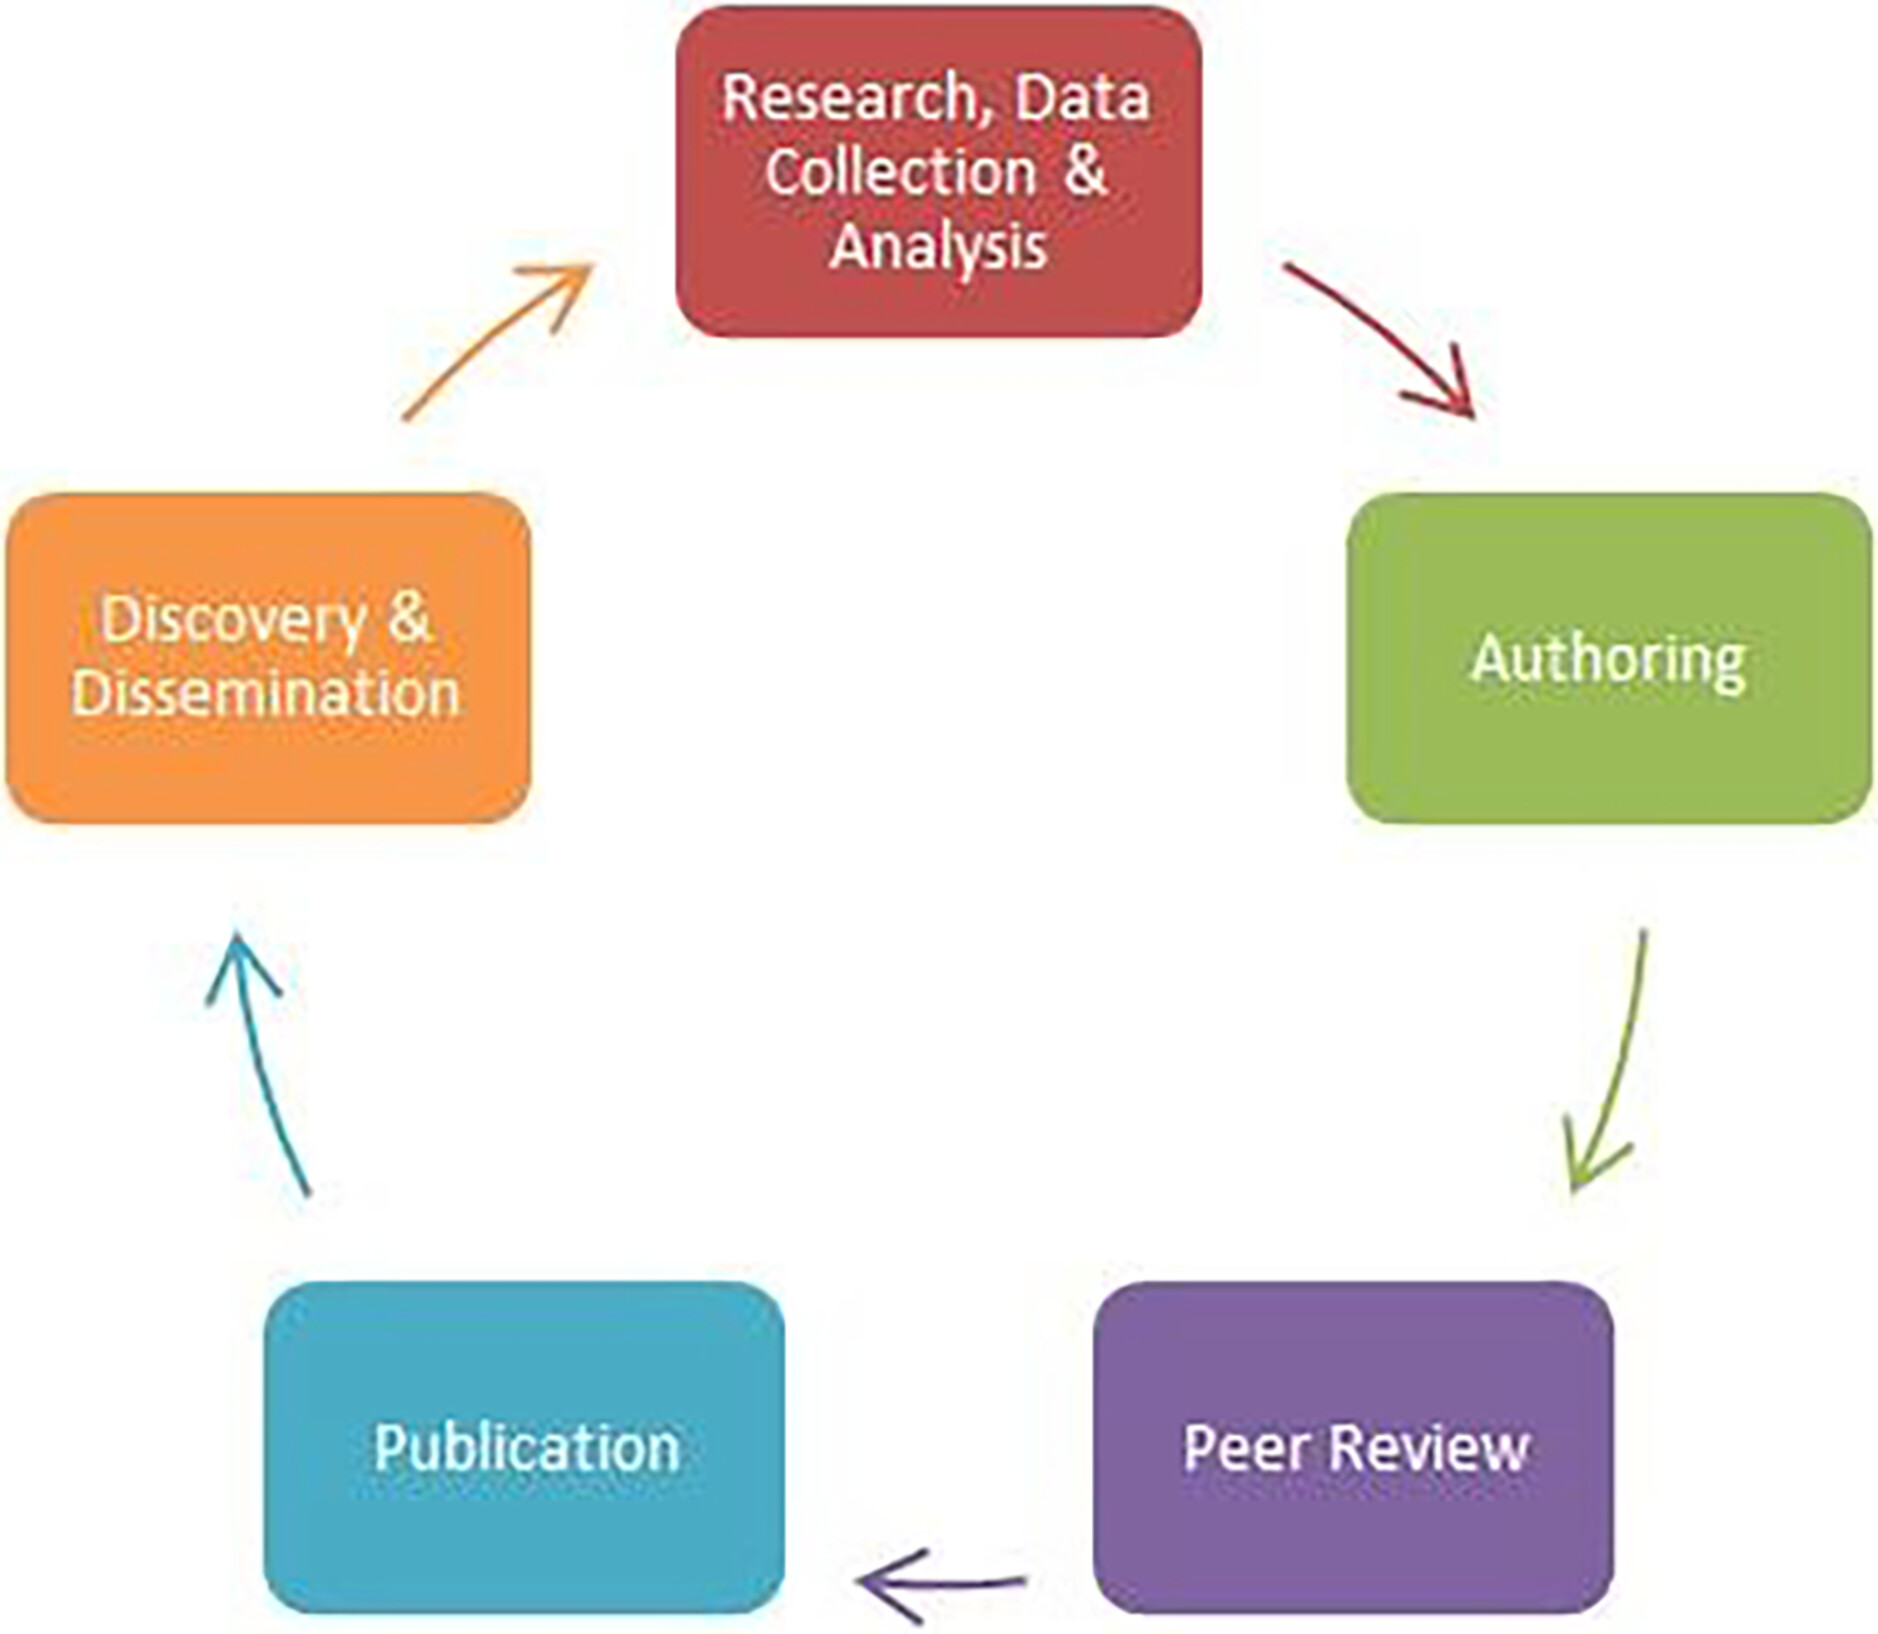 Research, Data
Collection &
Analysis
Authoring
Peer Review
Publication
Discovery &
Dissemination